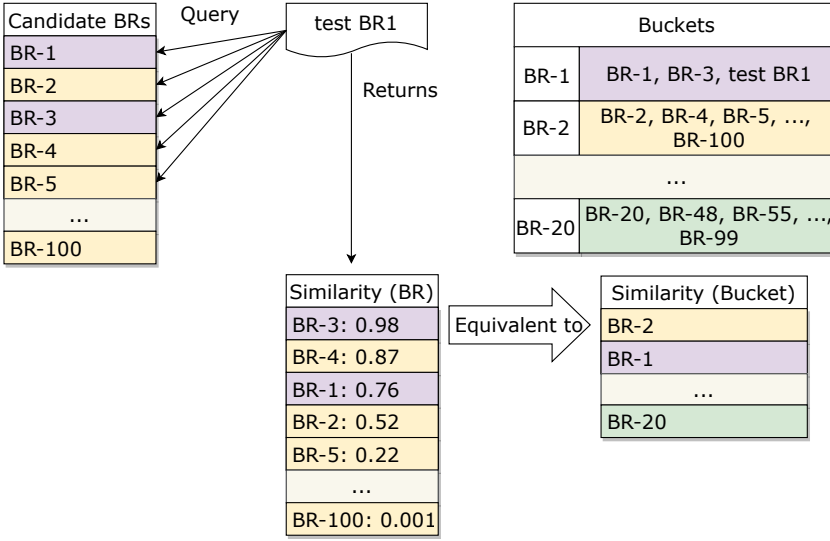 Candidate BRs
BR-1
BR-2
BR-3
BR-4
BR-5
...
BR-100
Query
test BR1
Returns
Buckets
BR-1
BR-1, BR-3, test BR1
BR-2
BR-2, BR-4, BR-5, ...,
BR-100
...
BR-20
BR-20, BR-48, BR-55, ...,
BR-99
Similarity (BR)
BR-3: 0.98
BR-4: 0.87
BR-1: 0.76
BR-2: 0.52
BR-5: 0.22
...
BR-100: 0.001
Equivalent to
Similarity (Bucket)
BR-2
BR-1
...
BR-20